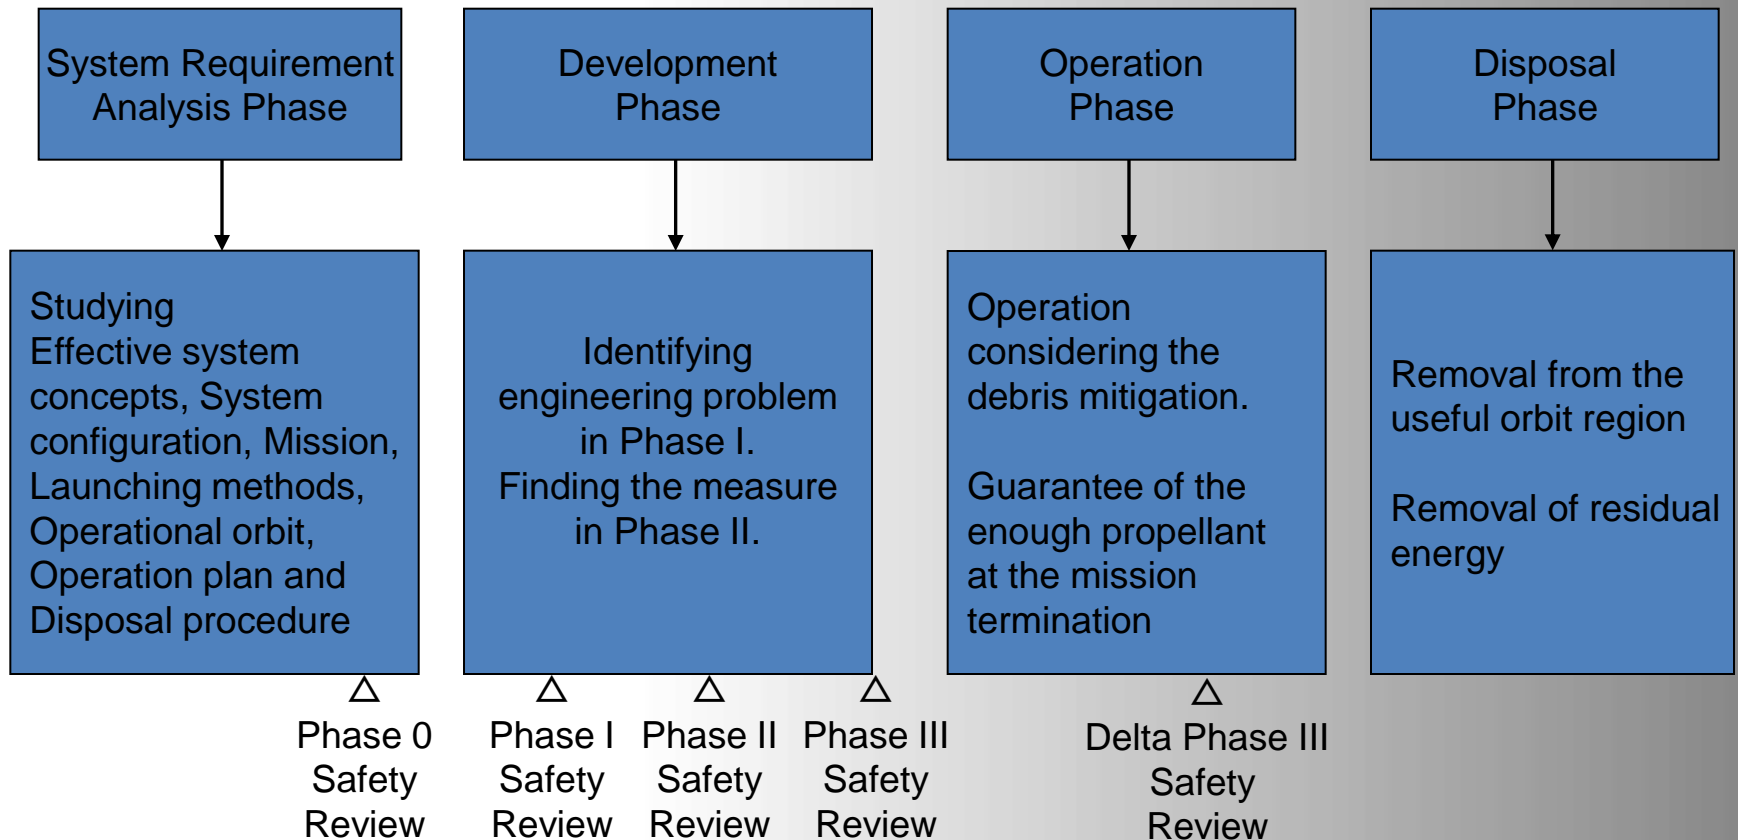 System Requirement
Analysis Phase
Development
Phase
Operation
Phase
Disposal
Phase
Studying
Effective system
concepts, System
configuration, Mission,
Launching methods,
Operational orbit,
Operation plan and
Disposal procedure
Identifying
engineering problem
in Phase I.
Finding the measure
in Phase II.
Operation
considering the
debris mitigation.
Guarantee of the
enough propellant
at the mission
termination
Removal from the
useful orbit region
Removal of residual
energy
Phase 0
Safety
Review
Phase I
Safety
Review
Phase II
Safety
Review
Phase III
Safety
Review
Delta Phase III
Safety
Review